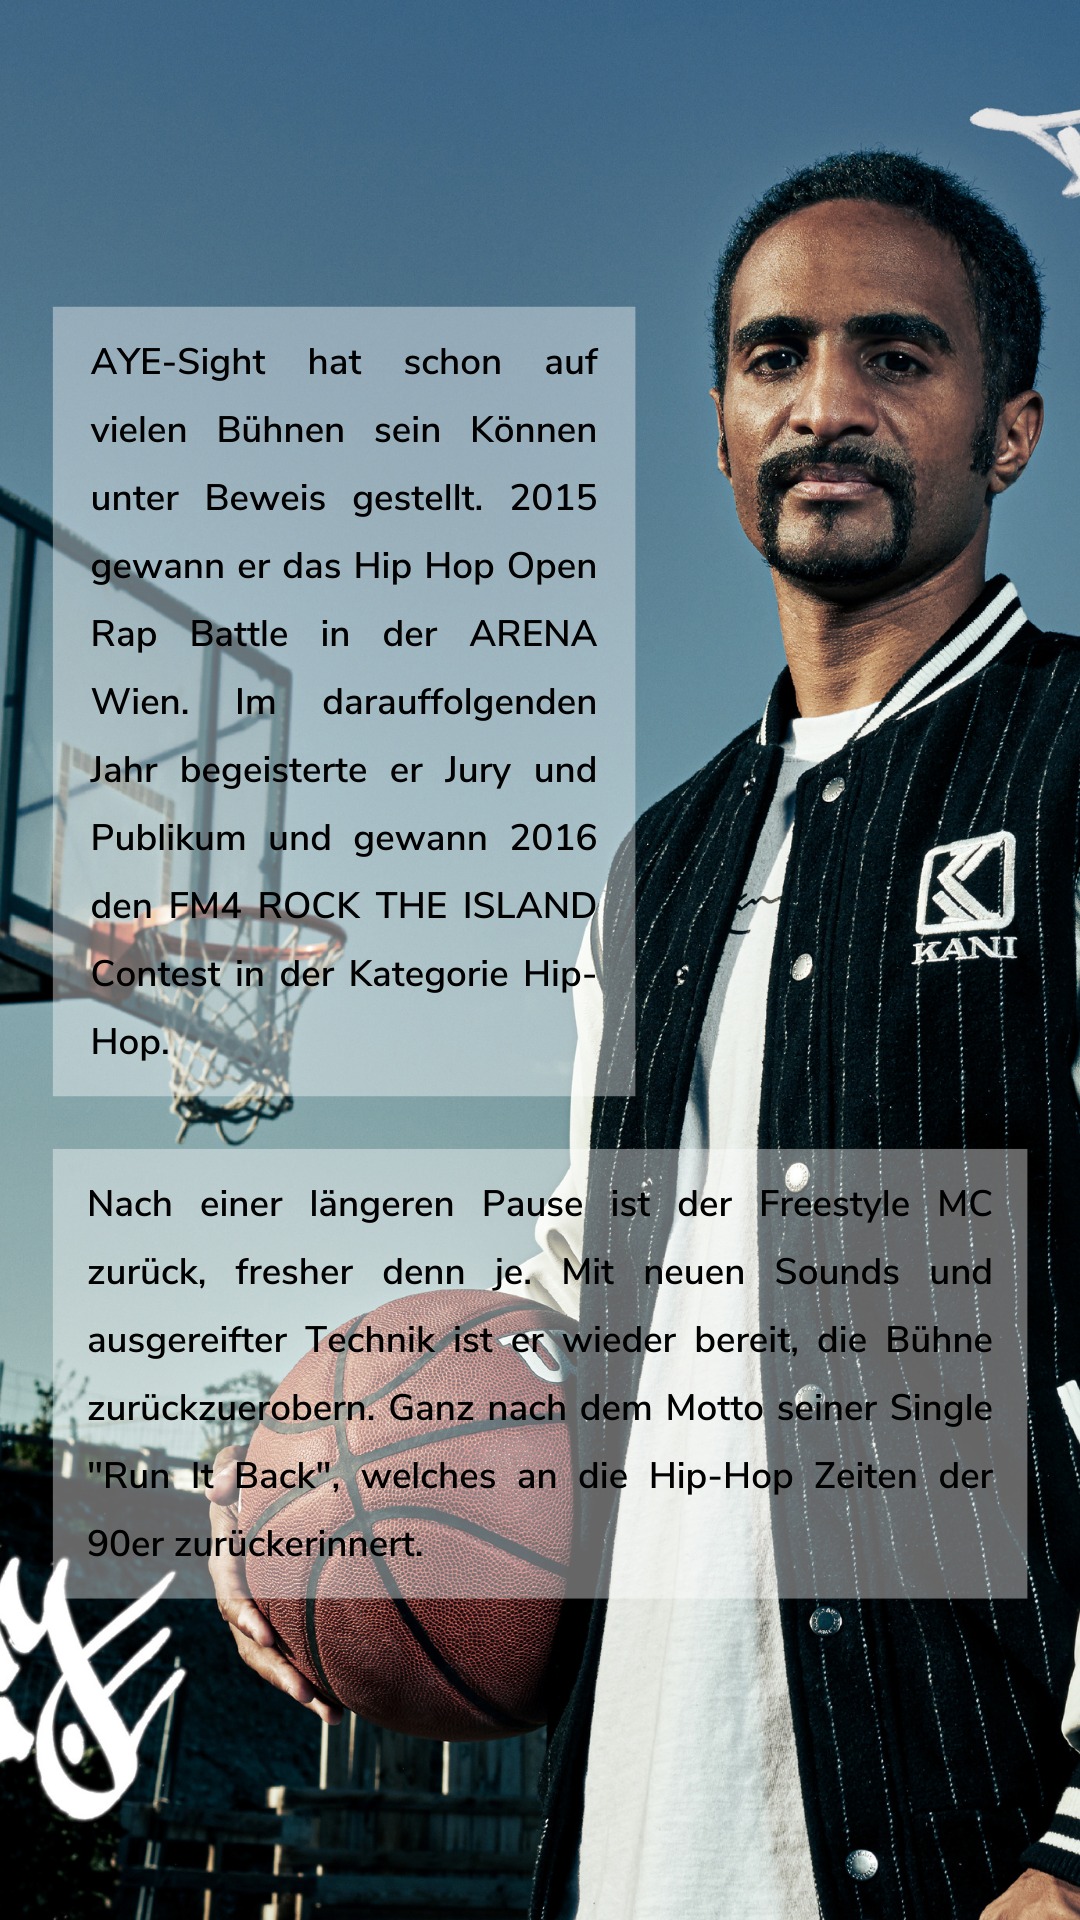 AYE-Sight hat schon auf
vielen Bühnen sein Können
unter Beweis gestellt. 2015
gewann er das Hip Hop Open
Rap Battle in der ARENA
Wien. Im darauffolgenden
Jahr begeisterte er Jury und
Publikum und gewann 2016
den FM4 ROCK THE ISLAND
Contest in der Kategorie Hip-
Hop.
KANI
Nach einer längeren Pause ist der Freestyle MC
zurück, fresher denn je. Mit neuen Sounds und
ausgereifter Technik ist er wieder bereit, die Bühne
zurückzuerobern. Ganz nach dem Motto seiner Single
"Run It Back", welches an die Hip-Hop Zeiten der
90er zurückerinnert.